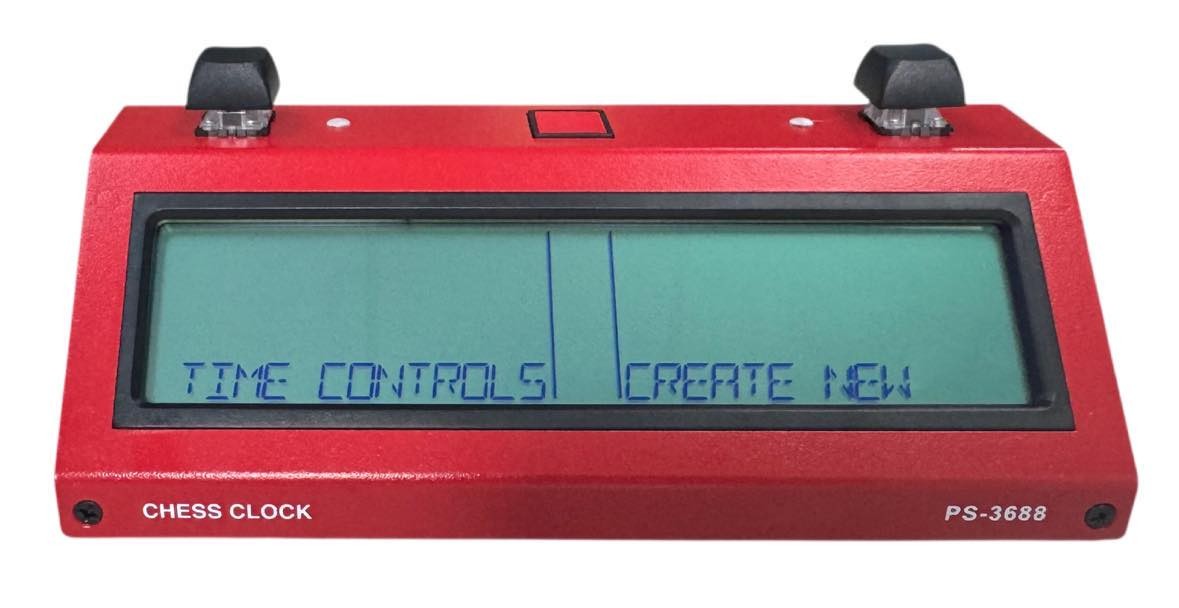 TIME CONTROLS CREATE NEW
CHESS CLOCK PS-3688